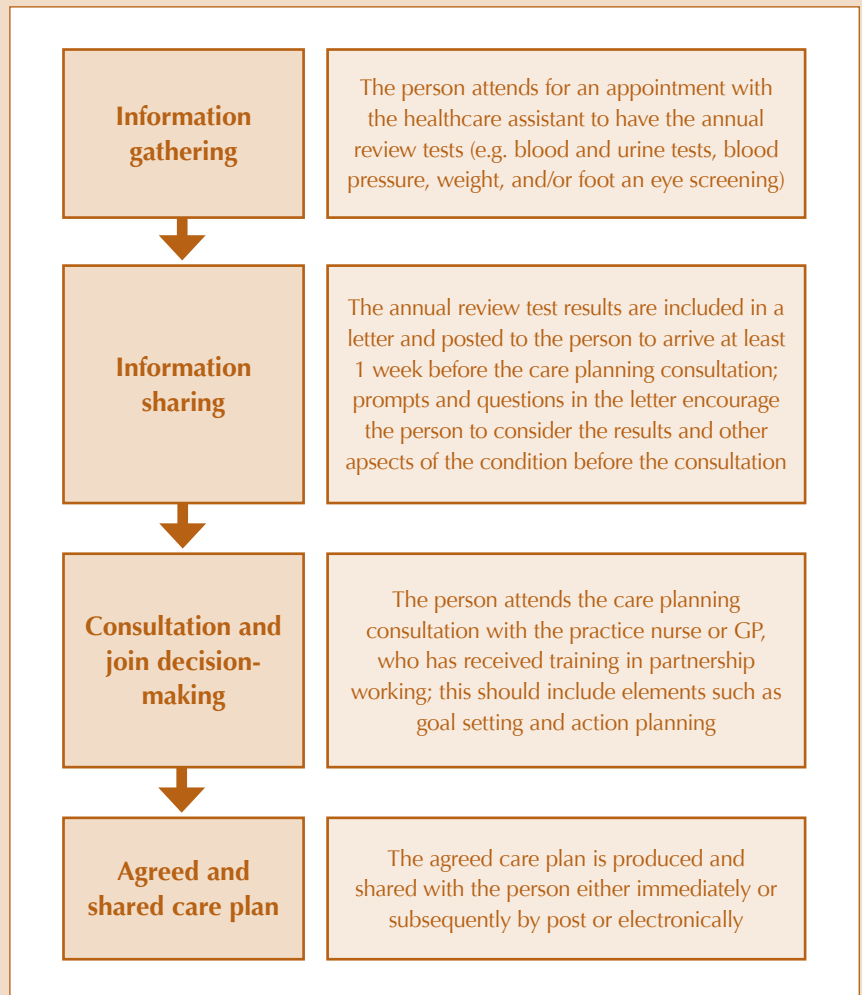 Information
gathering
The person attends for an appointment with
the healthcare assistant to have the annual
review tests (e.g. blood and urine tests, blood
pressure, weight, and/or foot an eye screening)
Information
sharing
The annual review test results are included in a
letter and posted to the person to arrive at least
1 week before the care planning consultation;
prompts and questions in the letter encourage
the person to consider the results and other
apsects of the condition before the consultation
Consultation and
join decision-
making
The person attends the care planning
consultation with the practice nurse or GP,
who has received training in partnership
working; this should include elements such as
goal setting and action planning
Agreed and
shared care plan
The agreed care plan is produced and
shared with the person either immediately or
subsequently by post or electronically